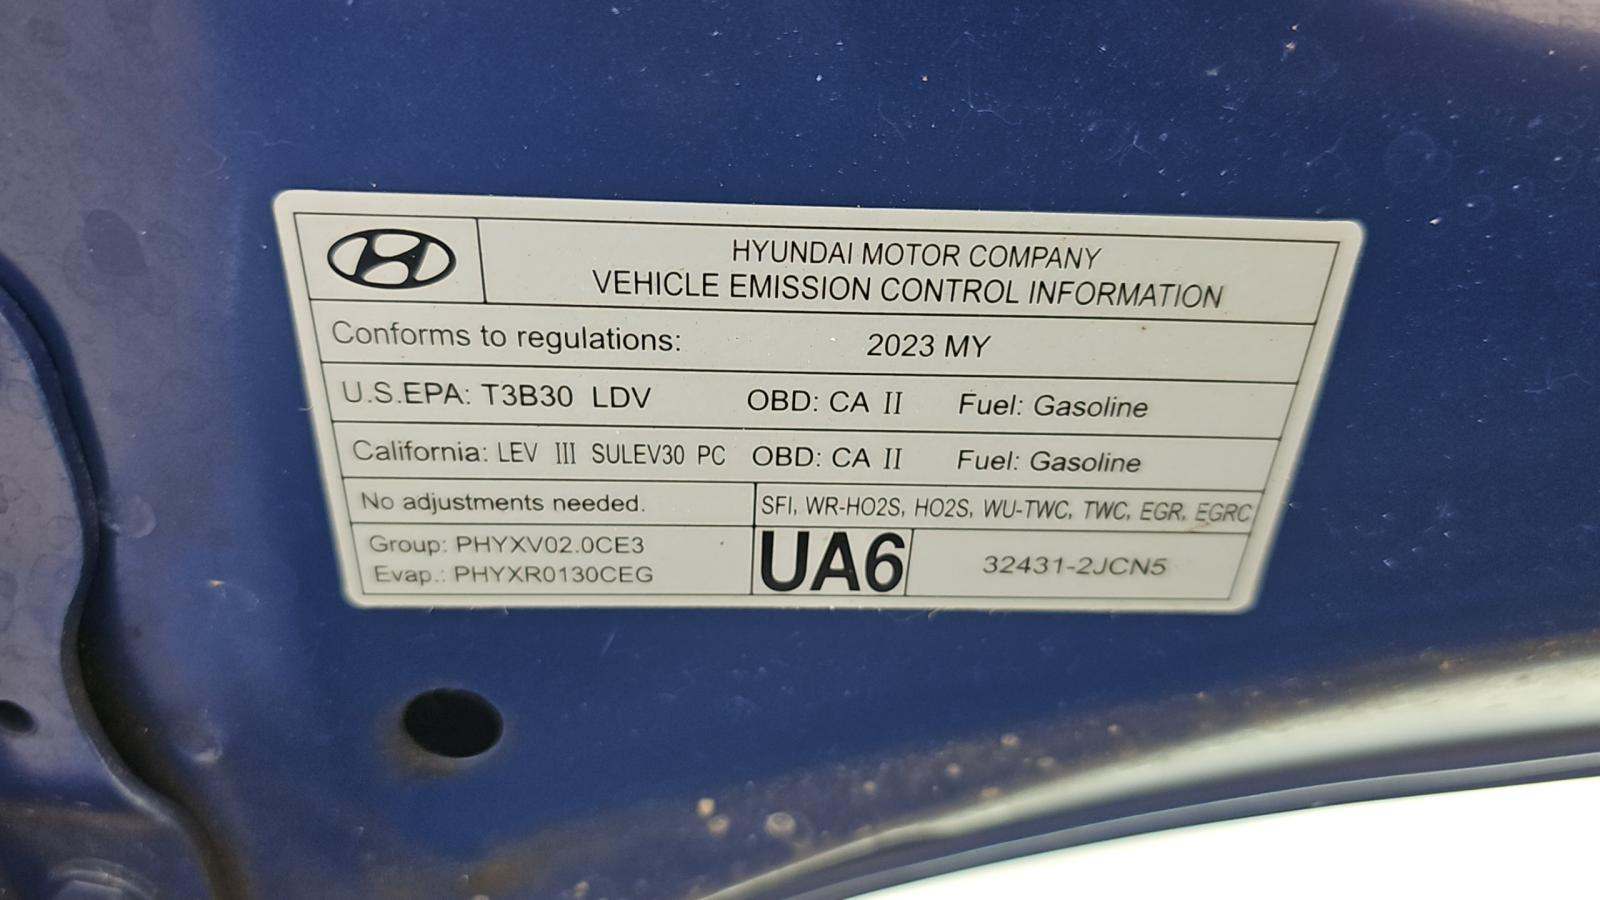 HYUNDAI MOTOR COMPANY
VEHICLE EMISSION CONTROL INFORMATION
Conforms to regulations: 2023 MY
U.S.EPA: T3B30 LDV OBD: CA II Fuel: Gasoline
California: LEV III SULEV30 PC OBD: CA II Fuel: Gasoline
No adjustments needed. SFI, WR-HO2S, HO2S, WU-TWC, TWC, EGR, EGRC
Group: PHYXV02.0CE3
Evap.: PHYXR0130CEG
UA6
32431-2JCN5